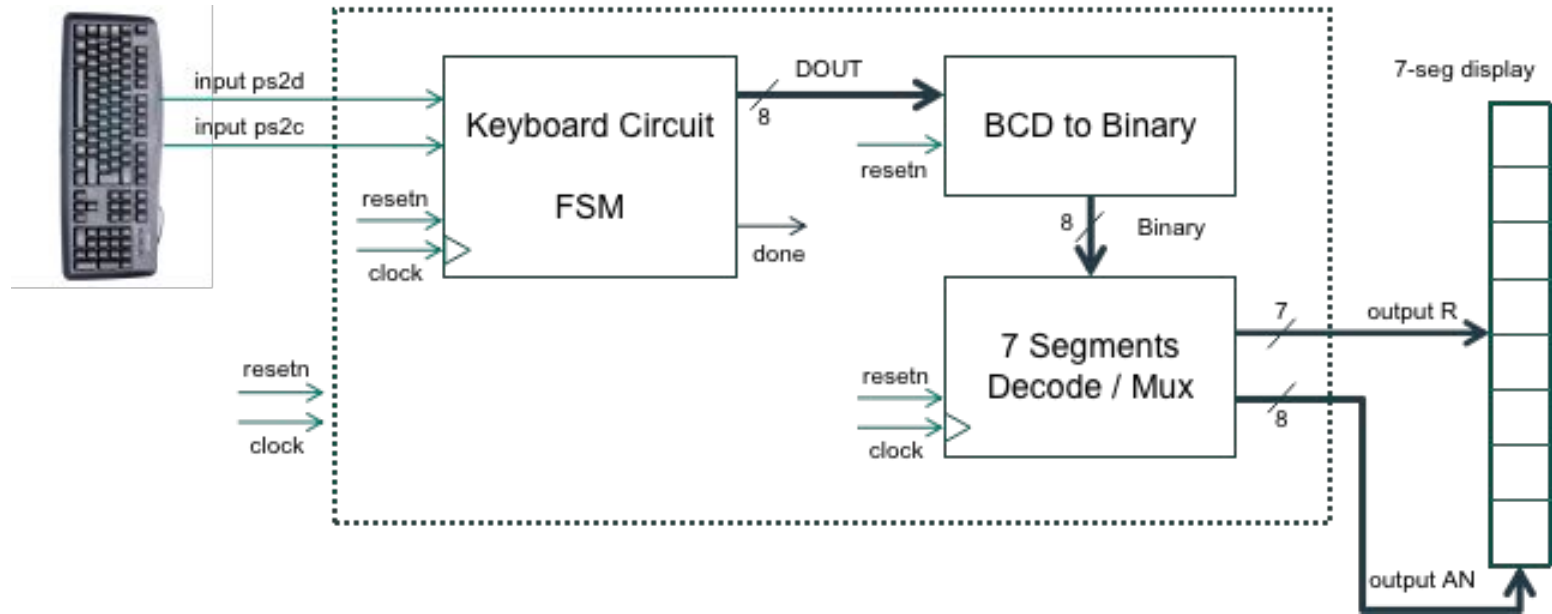 input ps2d
input ps2c
resetn
clock
Keyboard Circuit
FSM
DOUT
8
done
resetn
BCD to Binary
8
Binary
resetn
clock
resetn
clock
7 Segments
Decode / Mux
7
8
output R
output AN
7-seg display